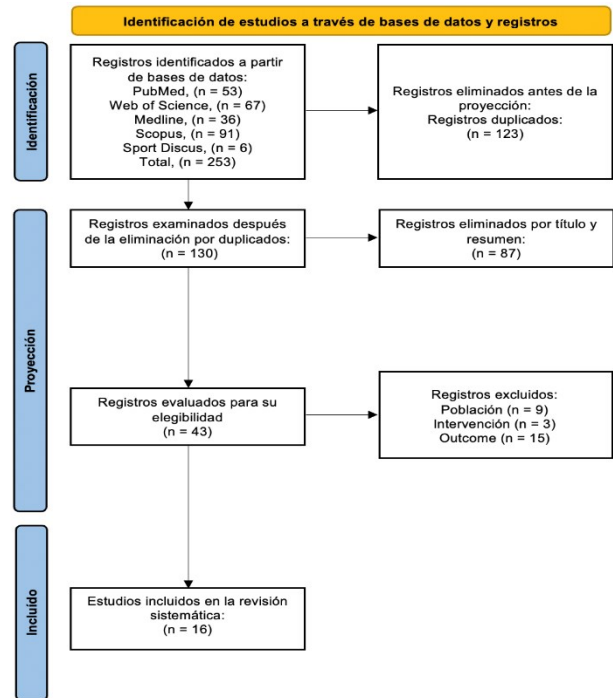 Identificación de estudios a través de bases de datos y registros
Identificación
Registros identificados a partir
de bases de datos:
PubMed, (n = 53)
Web of Science, (n = 67)
Medline, (n = 36)
Scopus, (n = 91)
Sport Discus, (n = 6)
Total, (n = 253)
Registros eliminados antes de la
proyección:
Registros duplicados:
(n = 123)
Proyección
Registros examinados después
de la eliminación por duplicados:
(n = 130)
Registros eliminados por título y
resumen:
(n = 87)
Registros evaluados para su
elegibilidad
(n = 43)
Registros excluidos:
Población (n = 9)
Intervención (n = 3)
Outcome (n = 15)
Incluido
Estudios incluidos en la revisión
sistemática:
(n = 16)